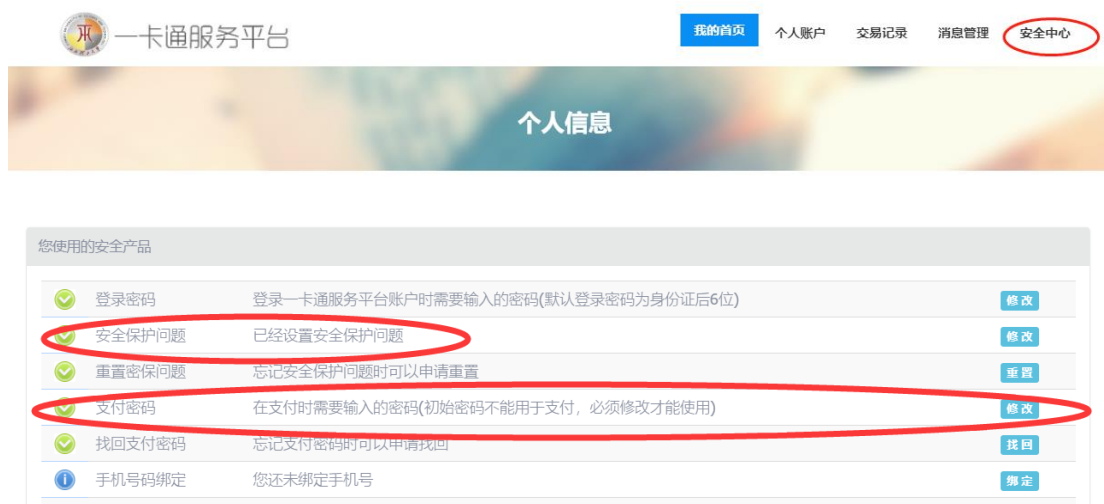 一卡通服务平台
我的首页 个人账户 交易记录 消息管理 安全中心
个人信息
您使用的安全产品
登录密码 登录一卡通服务平台账户时需要输入的密码(默认登录密码为身份证后6位) 修改
安全保护问题 已经设置安全保护问题 修改
重置密保问题 忘记安全保护问题时可以申请重置 重置
支付密码 在支付时需要输入的密码(初始密码不能用于支付，必须修改才能使用) 修改
找回支付密码 忘记支付密码时可以申请找回 找回
手机号码绑定 您还未绑定手机号 绑定